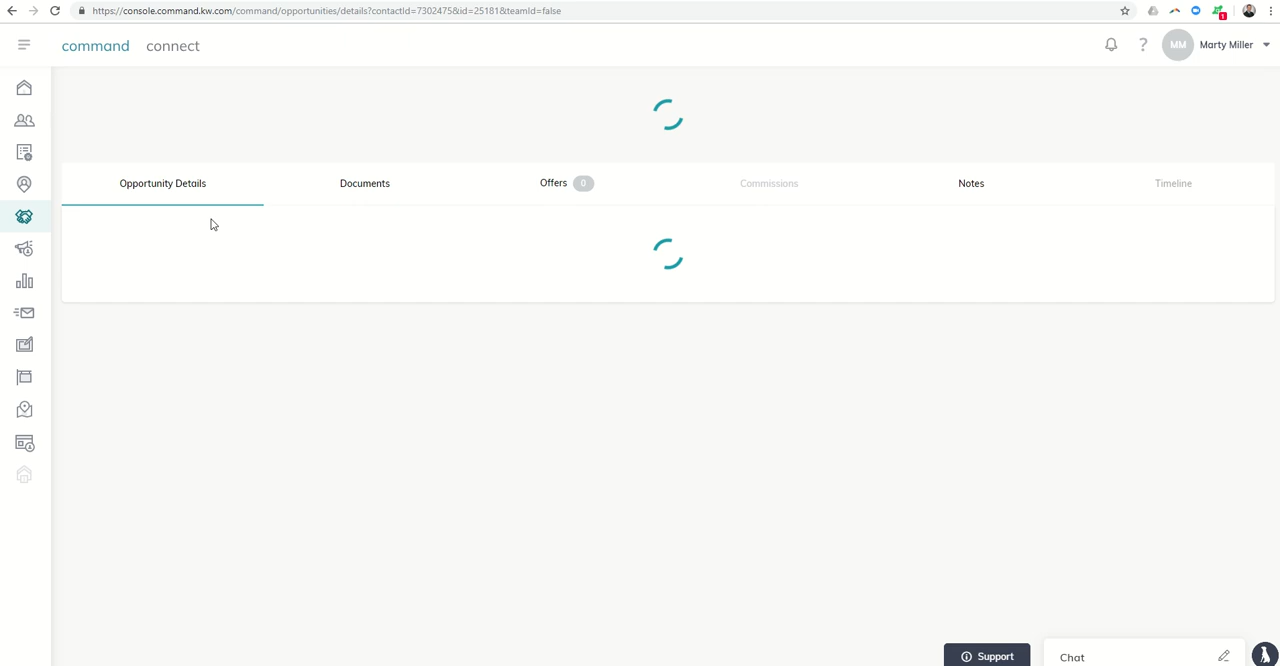 https://console.command.kw.com/command/opportunities/details?contactId=7302475&id=25181&teamId=false
1
command connect
? MM Marty Miller
Opportunity Details Documents Offers 0 Commissions Notes Timeline
Support Chat